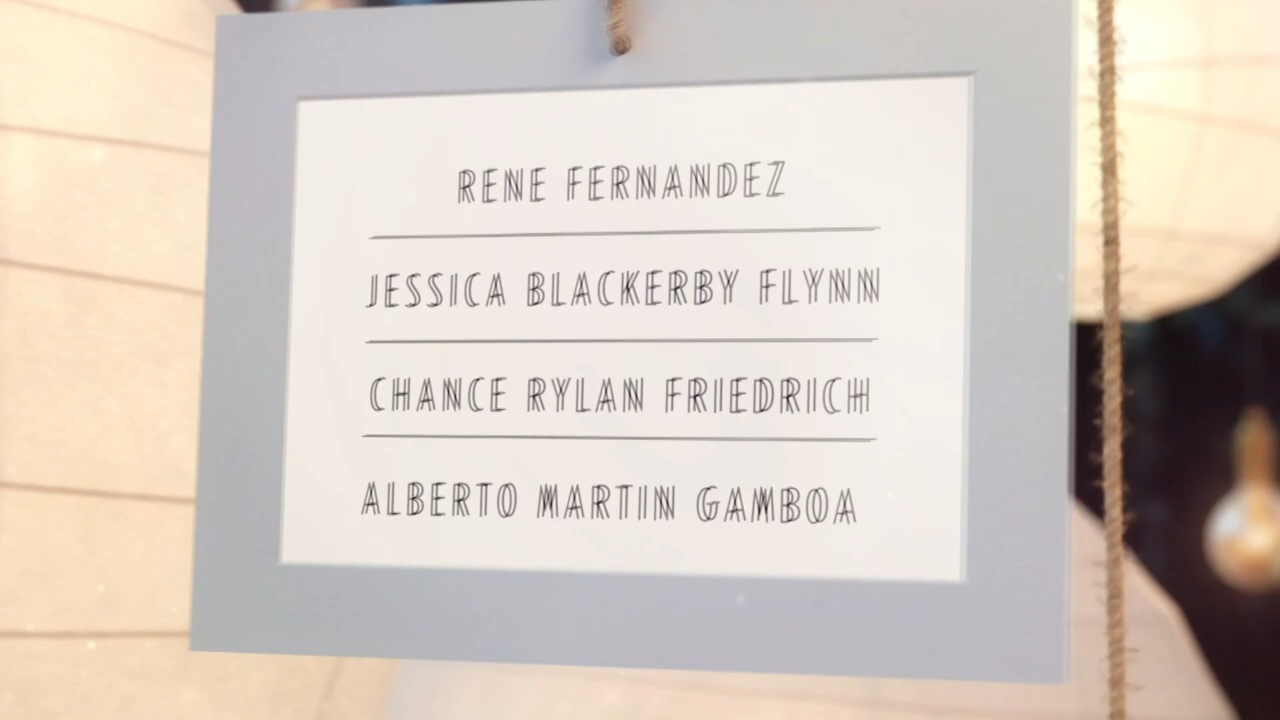 RENE FERNANDEZ
JESSICA BLACKERBY FLYNN
CHANCE RYLAN FRIEDRICH
ALBERTO MARTIN GAMBOA